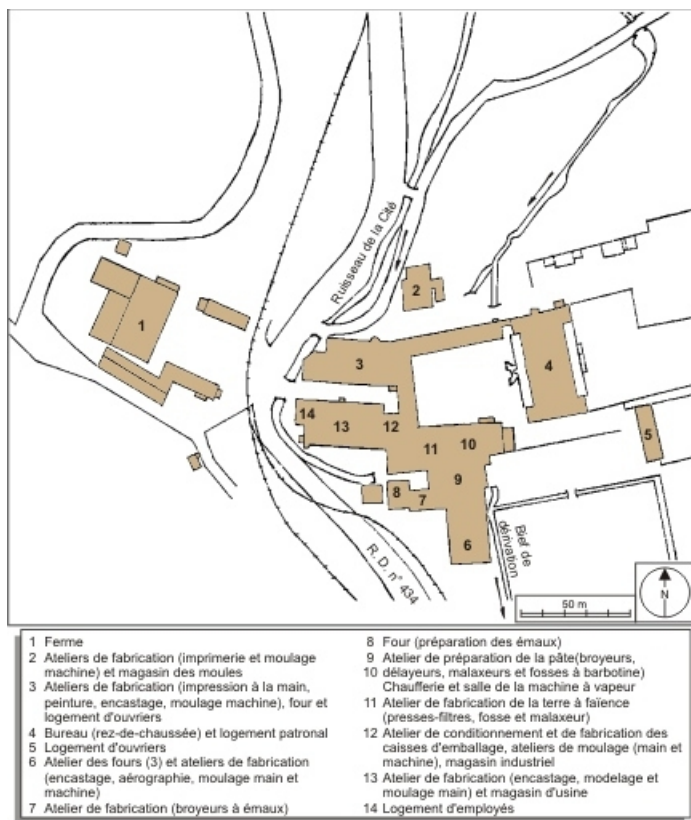 Ruisseau de la Cité
1
2
3
4
14
13
12
11
10
5
9
8
7
6
R. D. n° 434
Bief de
dérivation
N
50 m
1 Ferme
2 Ateliers de fabrication (imprimerie et moulage
machine) et magasin des moules
3 Ateliers de fabrication (impression à la main,
peinture, encastage, moulage machine), four et
logement d'ouvriers
4 Bureau (rez-de-chaussée) et logement patronal
5 Logement d'ouvriers
6 Atelier des fours (3) et ateliers de fabrication
(encastage, aérographie, moulage main et
machine)
7 Atelier de fabrication (broyeurs à émaux)
8 Four (préparation des émaux)
9 Atelier de préparation de la pâte(broyeurs,
10 délayeurs, malaxeurs et fosses à barbotine)
Chaufferie et salle de la machine à vapeur
11 Atelier de fabrication de la terre à faïence
(presses-filtres, fosse et malaxeur)
12 Atelier de conditionnement et de fabrication des
caisses d'emballage, ateliers de moulage (main et
machine), magasin industriel
13 Atelier de fabrication (encastage, modelage et
moulage main) et magasin d'usine
14 Logement d'employés